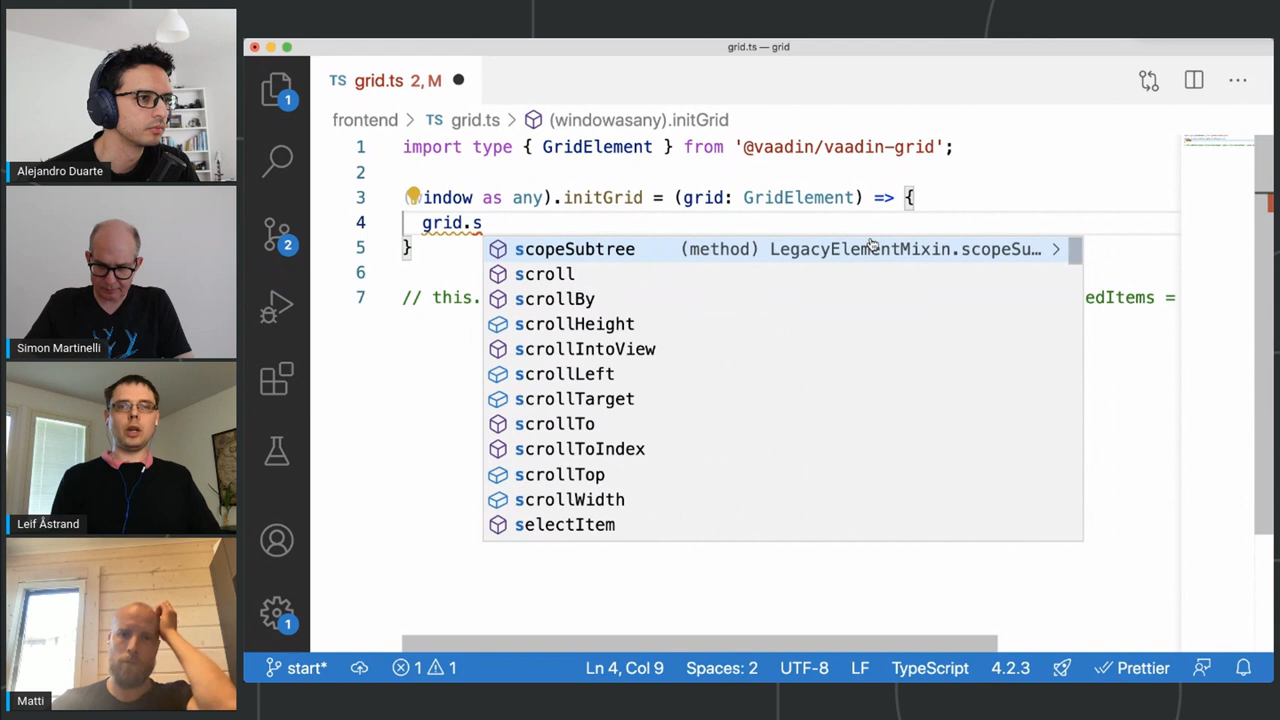 Alejandro Duarte
Simon Martinelli
Leif Åstrand
Matti
grid.ts — grid
TS grid.ts 2, M
frontend > TS grid.ts > (windowasany).initGrid
1 import type { GridElement } from '@vaadin/vaadin-grid';
2
3 indow as any).initGrid = (grid: GridElement) => {
4 grid.s
5 }
6
7 // this. edItems =
scopeSubtree (method) LegacyElementMixin.scopeSu… >
scroll
scrollBy
scrollHeight
scrollIntoView
scrollLeft
scrollTarget
scrollTo
scrollToIndex
scrollTop
scrollWidth
selectItem
1
2
1
start* 1 1 Ln 4, Col 9 Spaces: 2 UTF-8 LF TypeScript 4.2.3 Prettier